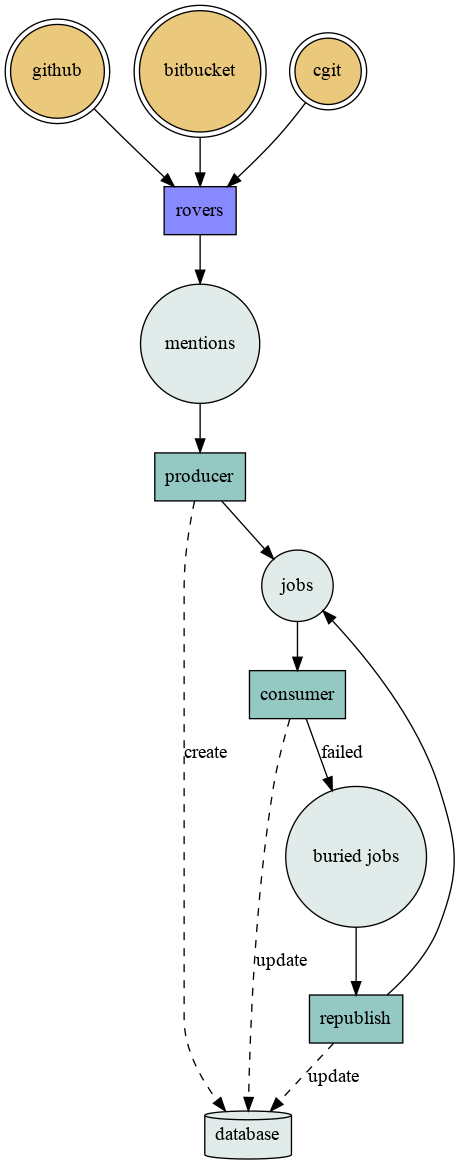 github
bitbucket
cgit
rovers
mentions
producer
jobs
consumer
create
failed
buried jobs
update
republish
update
database